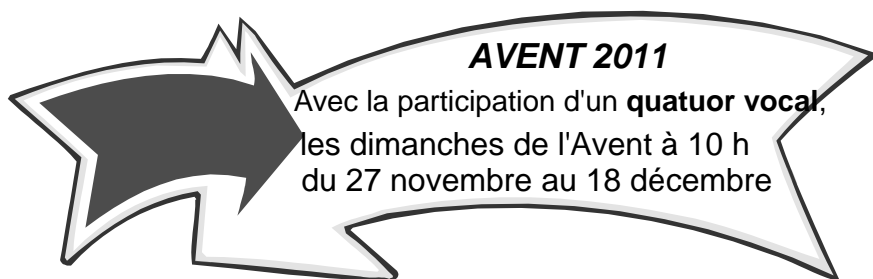 AVENT 2011
Avec la participation d'un quatuor vocal,
les dimanches de l'Avent à 10 h
du 27 novembre au 18 décembre